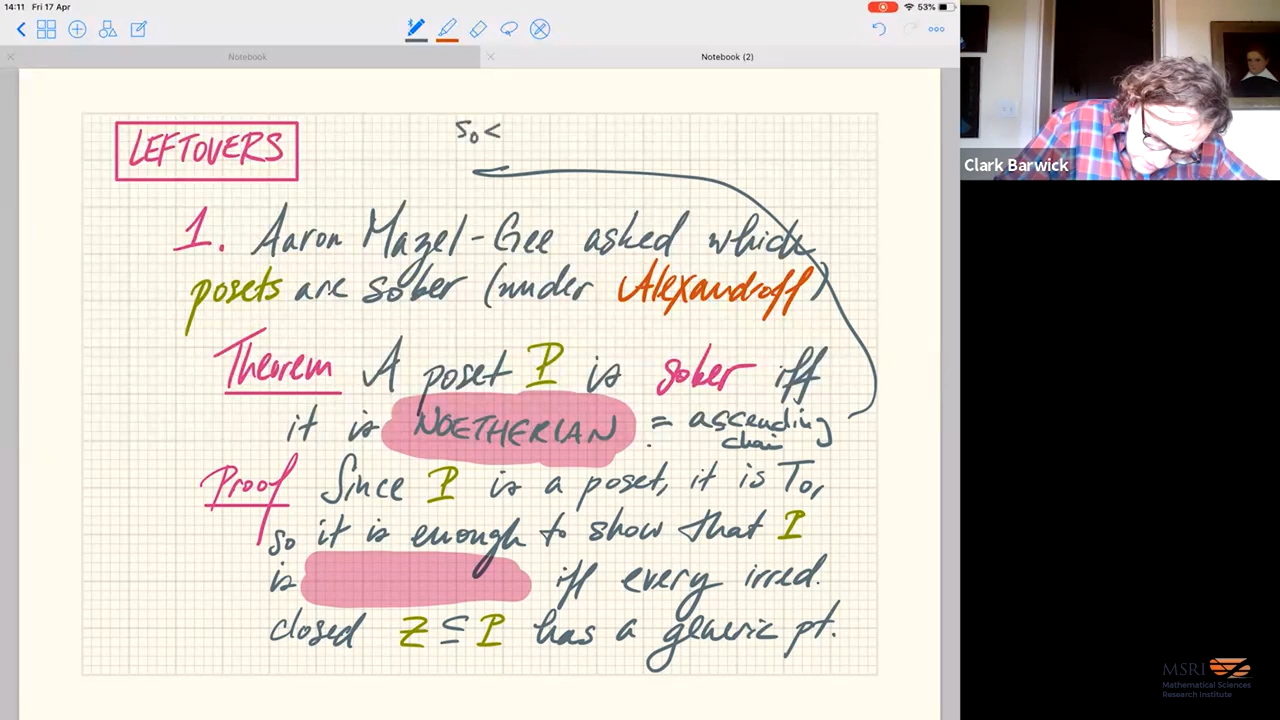 14:11 Fri 17 Apr
53%
Notebook
Notebook (2)
LEFTOVERS
s₀ <
1. Aaron Mazel-Gee asked which
posets are sober (under Alexandroff)
Theorem A poset P is sober iff
it is NOETHERIAN = ascending
chain
Proof Since P is a poset, it is T₀,
so it is enough to show that P
is iff every irred.
closed Z ⊆ P has a generic pt.
Clark Barwick
MSRI
Mathematical Sciences
Research Institute